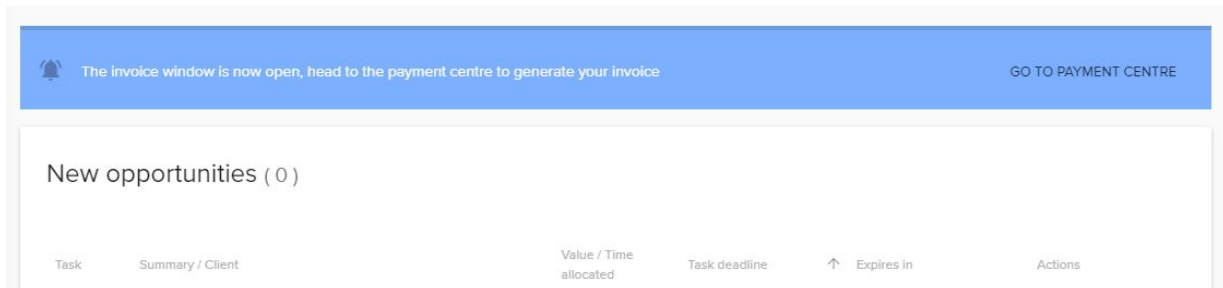 The invoice window is now open, head to the payment centre to generate your invoice
GO TO PAYMENT CENTRE
New opportunities ( 0 )
Task
Summary / Client
Value / Time
allocated
Task deadline
Expires in
Actions